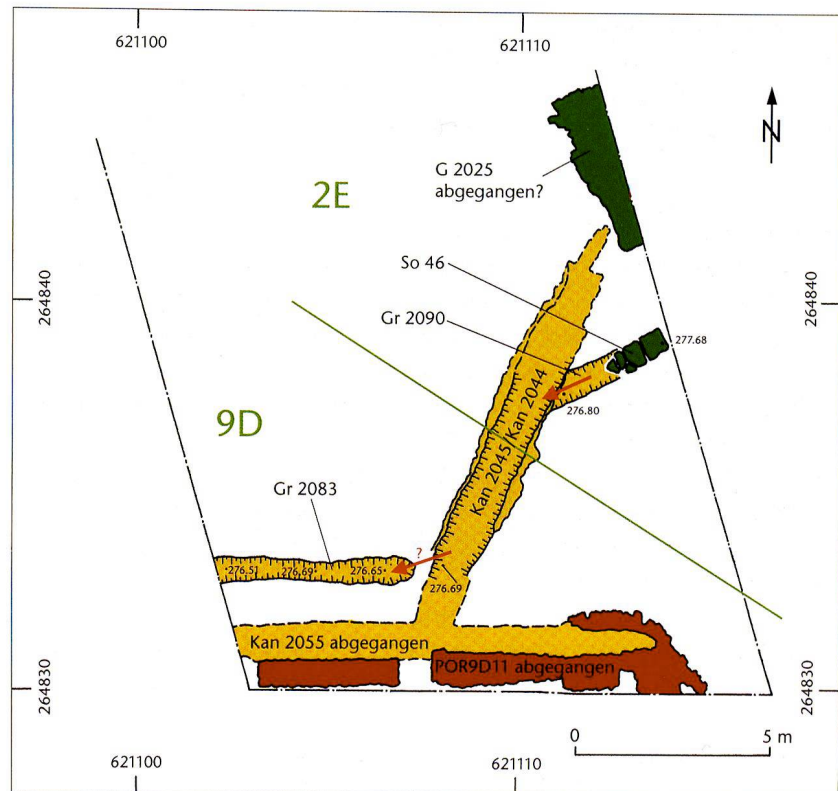 621100
621110
N
G 2025
abgegangen?
2E
So 46
264840
264840
Gr 2090
277.68
276.80
Kan 2045/Kan 2044
9D
Gr 2083
?
276.51
276.69
276.65
276.69
Kan 2055 abgegangen
POR9D11 abgegangen
264830
264830
0
5 m
621100
621110